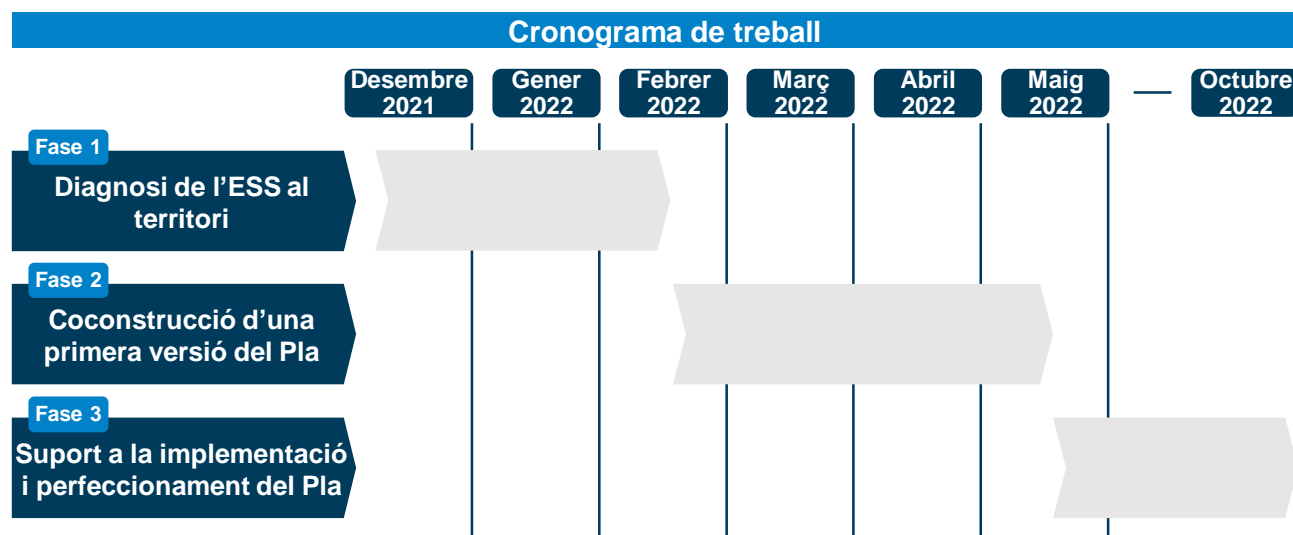 Cronograma de treball
Desembre
2021
Gener
2022
Febrer
2022
Març
2022
Abril
2022
Maig
2022
Octubre
2022
Fase 1
Diagnosi de l’ESS al
territori
Fase 2
Coconstrucció d’una
primera versió del Pla
Fase 3
Suport a la implementació
i perfeccionament del Pla